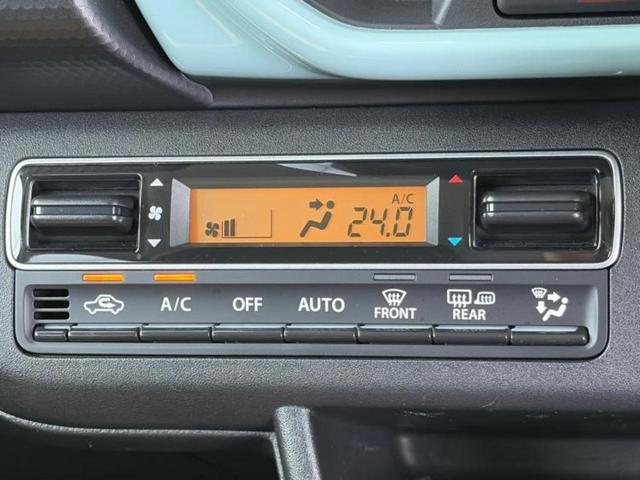 A/C
24.0
A/C OFF AUTO FRONT REAR